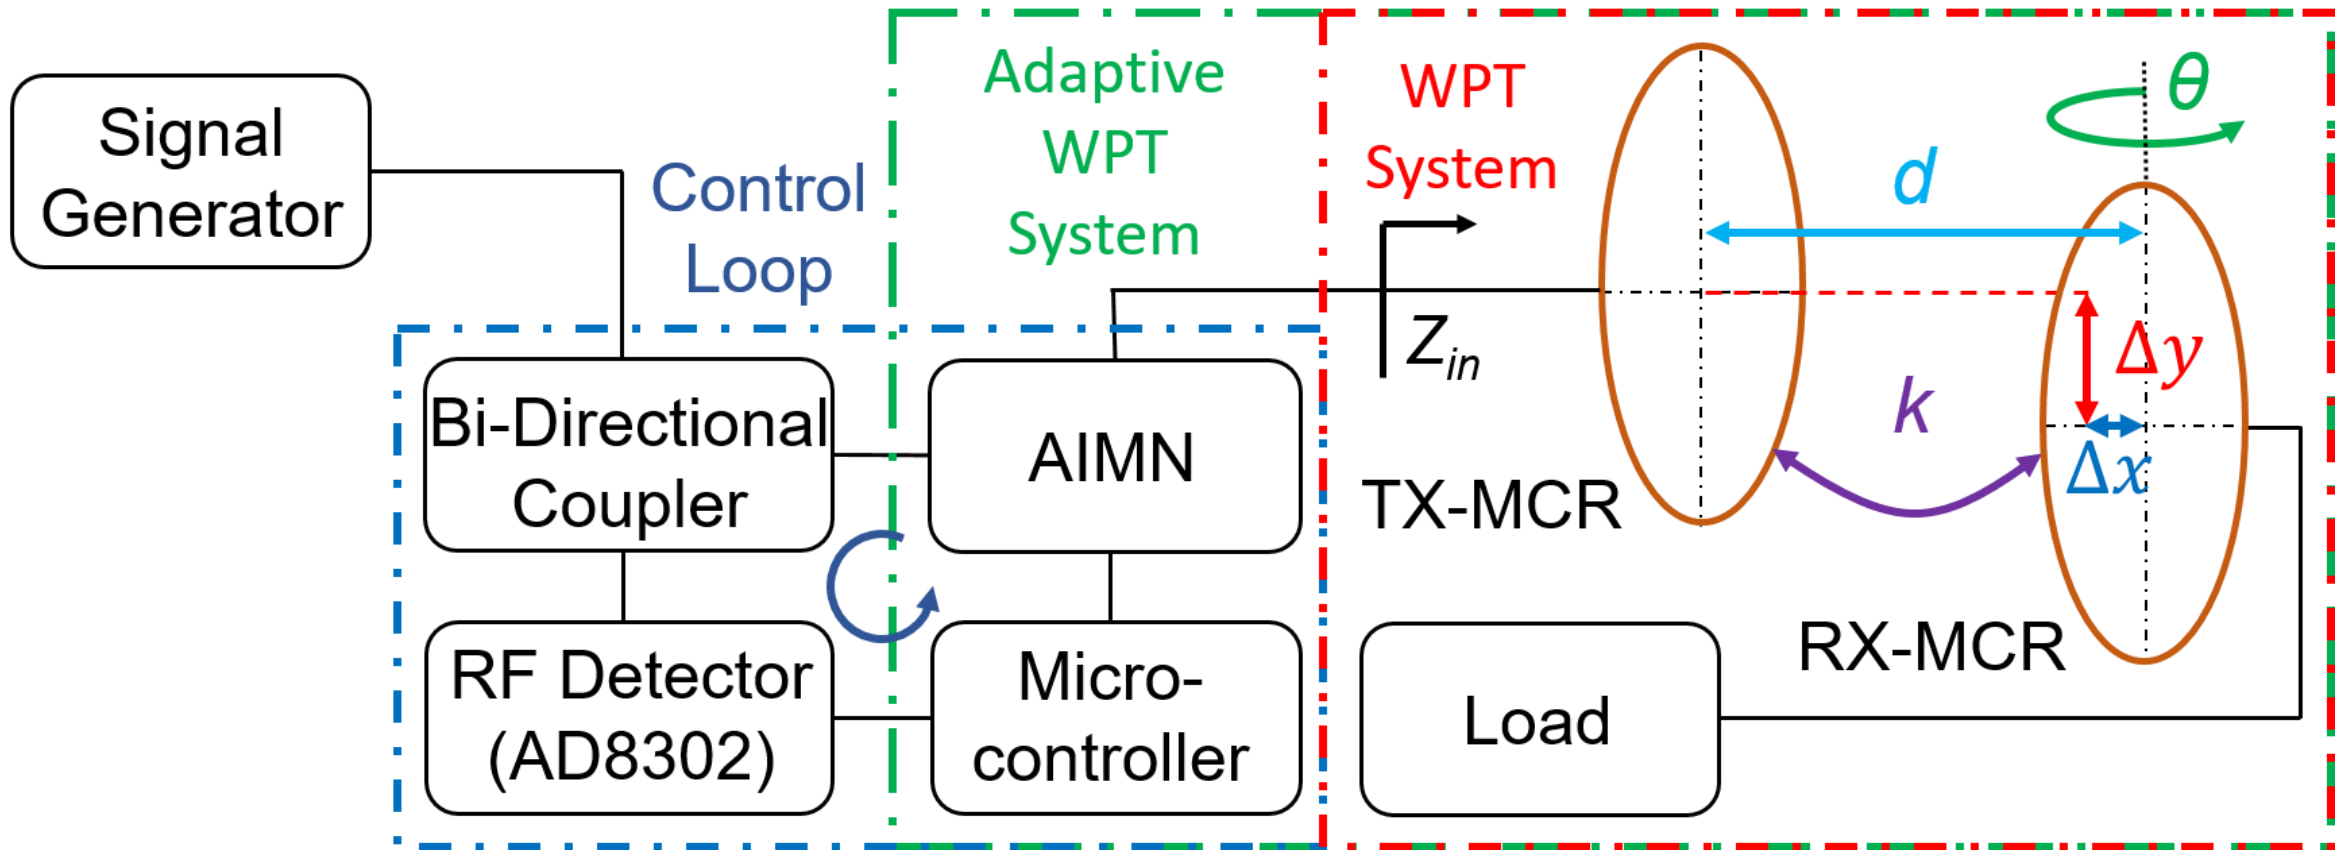 Signal
Generator
Control
Loop
Adaptive
WPT
System
WPT
System
θ
d
Z_in
Δy
Δx
k
Bi-Directional
Coupler
AIMN
TX-MCR
RX-MCR
RF Detector
(AD8302)
Micro-
controller
Load